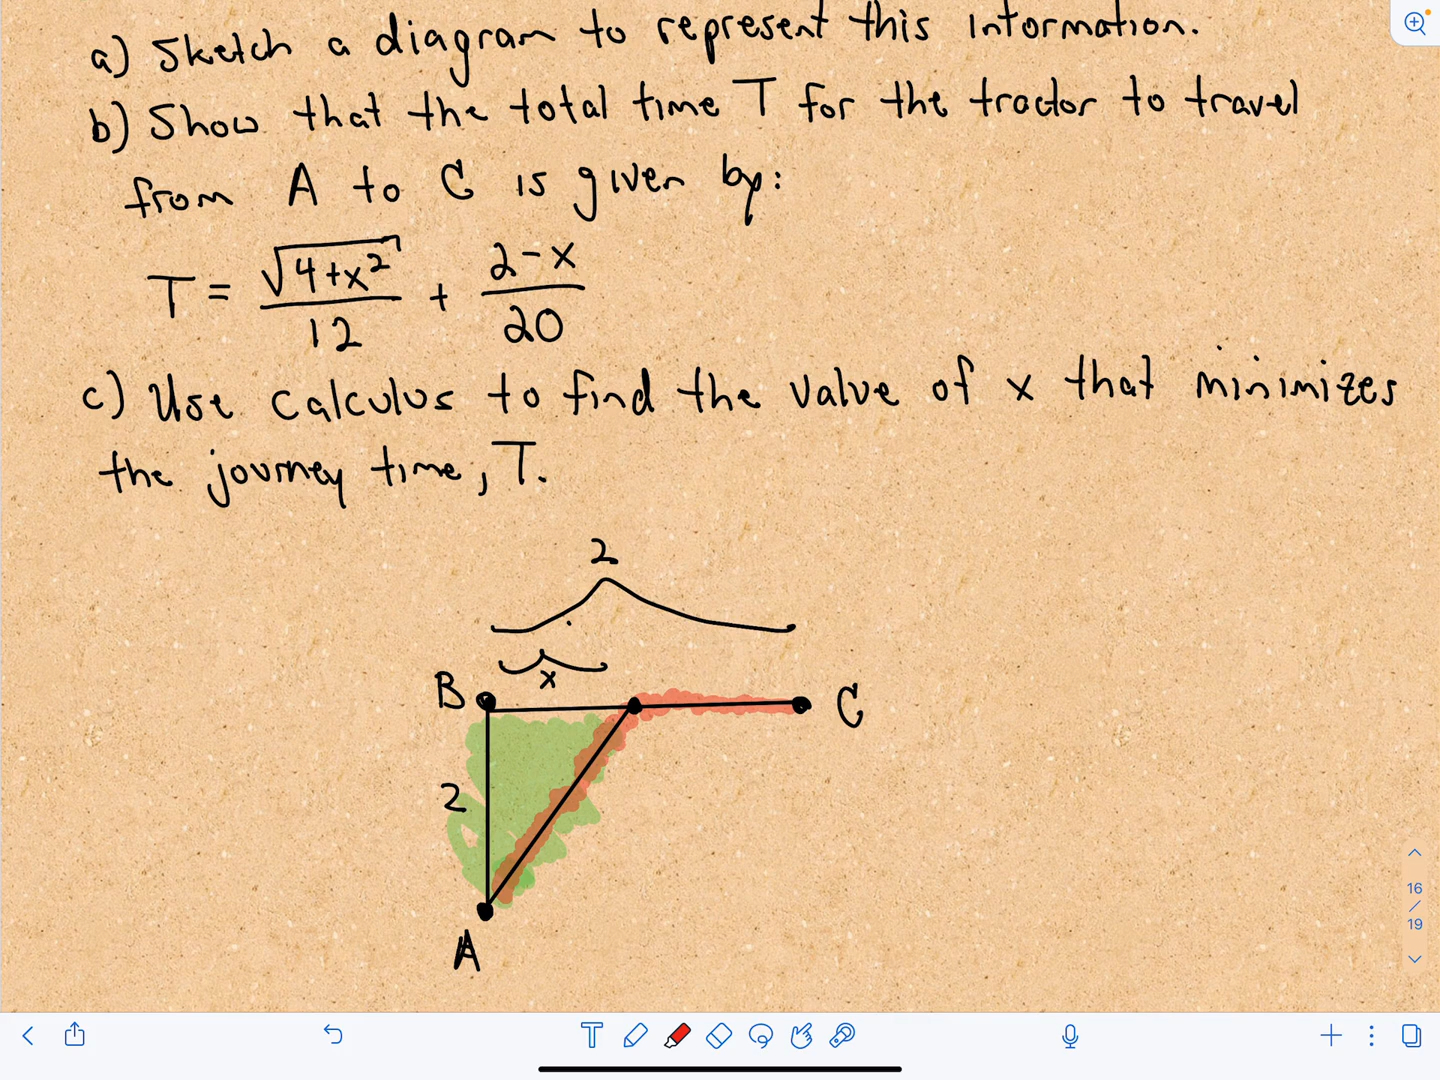 a) Sketch a diagram to represent this information.
b) Show that the total time T for the tractor to travel
from A to C is given by:
T = √(4+x²)/12 + (2-x)/20
c) Use calculus to find the value of x that minimizes
the journey time, T.
2
x
B
C
2
A
16
/
19
T